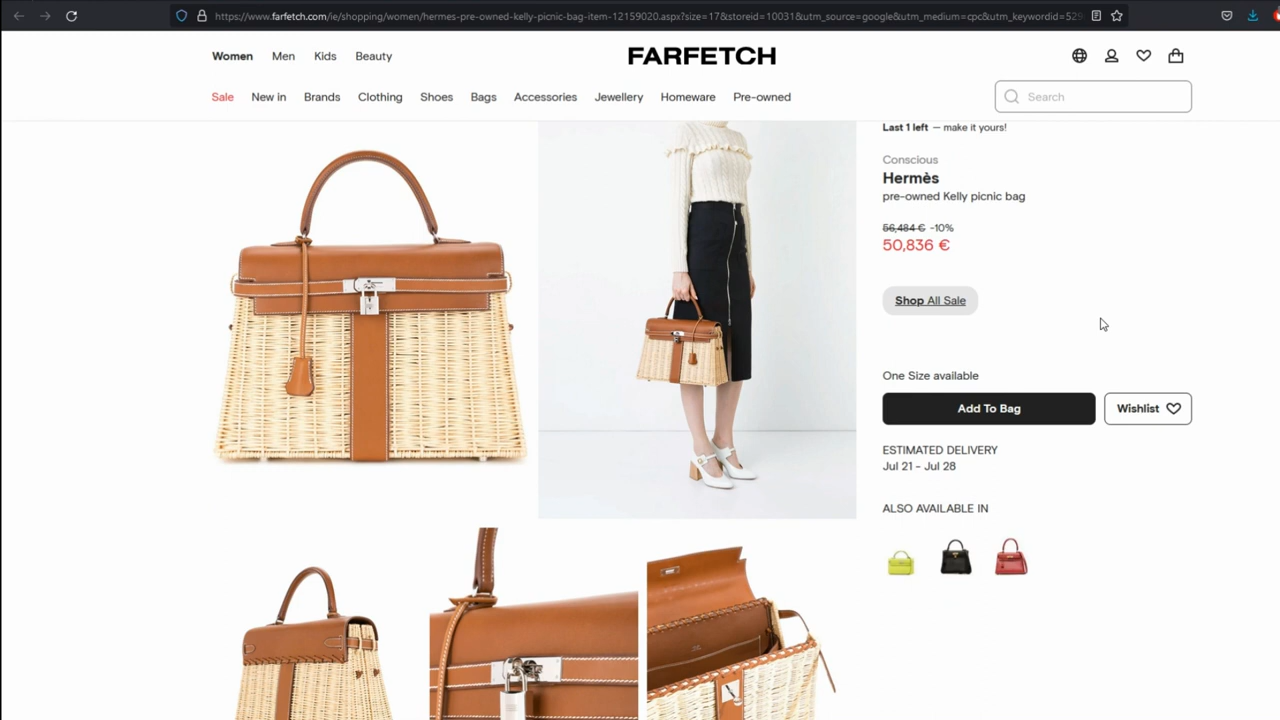 https://www.farfetch.com/ie/shopping/women/hermes-pre-owned-kelly-picnic-bag-item-12159020.aspx?size=17&storeid=10031&utm_source=google&utm_medium=cpc&utm_keywordid=529
Women Men Kids Beauty
FARFETCH
Sale New in Brands Clothing Shoes Bags Accessories Jewellery Homeware Pre-owned
Search
Last 1 left — make it yours!
Conscious
Hermès
pre-owned Kelly picnic bag
56,484 € -10%
50,836 €
Shop All Sale
One Size available
Add To Bag
Wishlist
ESTIMATED DELIVERY
Jul 21 - Jul 28
ALSO AVAILABLE IN